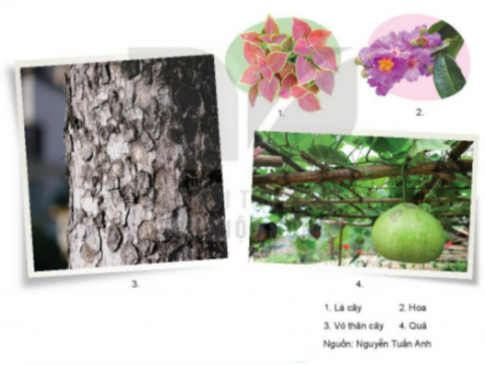 1.
2.
3.
4.
1. Lá cây 2. Hoa
3. Vỏ thân cây 4. Quả
Nguồn: Nguyễn Tuấn Anh